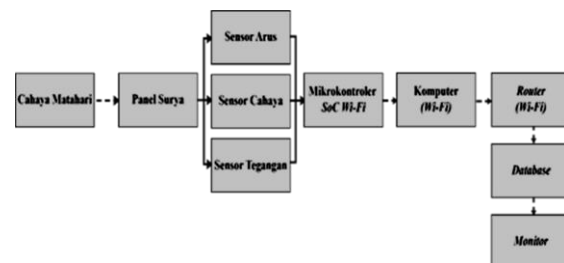 Sensor Arus
Cahaya Matahari
Panel Surya
Sensor Cahaya
Mikrokontroler
SoC Wi-Fi
Komputer
(Wi-Fi)
Router
(Wi-Fi)
Sensor Tegangan
Database
Monitor